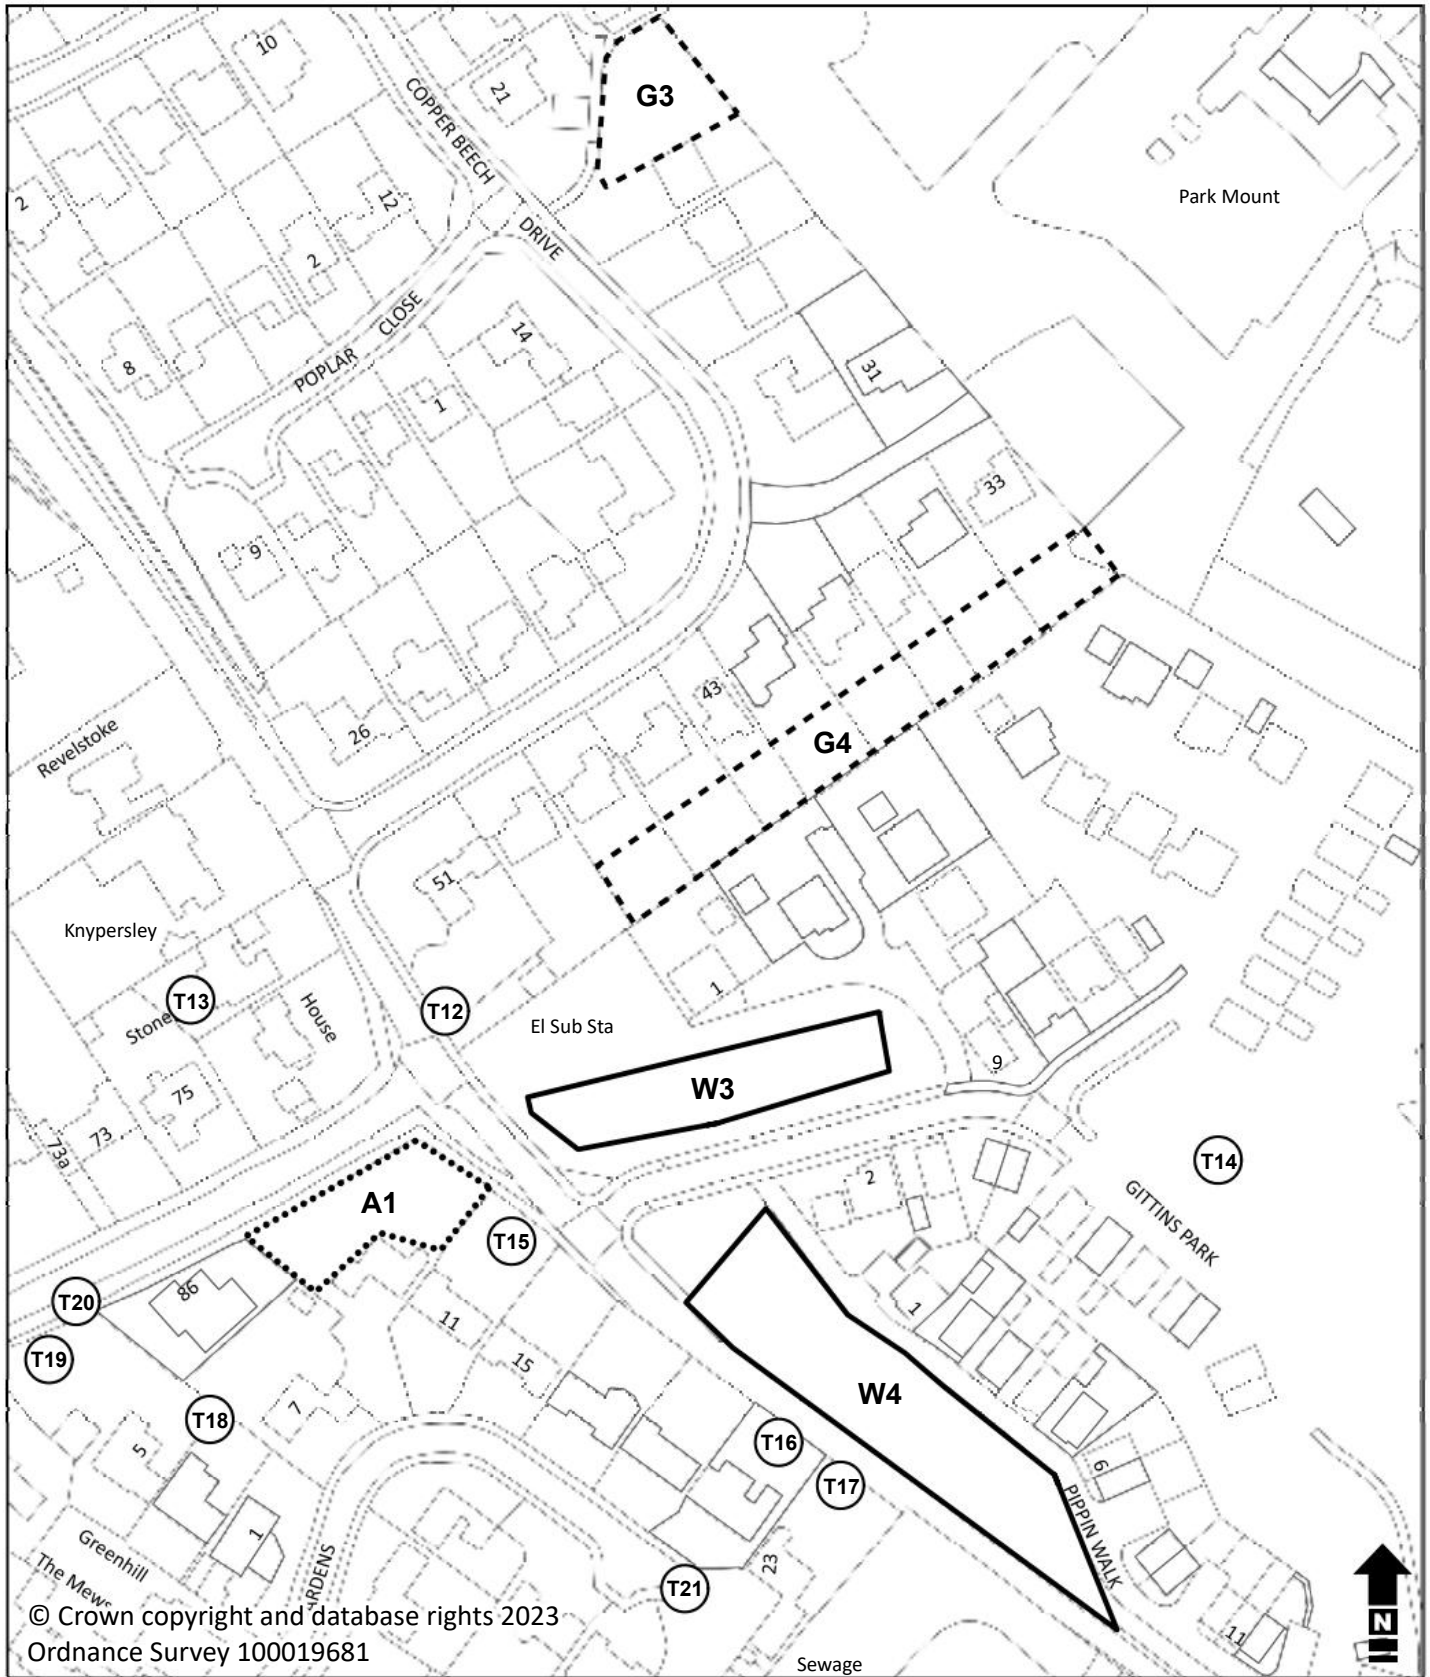 10
21
G3
COPPER BEECH
DRIVE
Park Mount
2
12
2
8
POPLAR
CLOSE
14
1
31
33
9
26
43
G4
Revelstoke
51
Knypersley
T13
Stone
House
T12
El Sub Sta
1
W3
9
75
73
73a
A1
T15
2
T14
GITTINS PARK
T20
T19
86
11
15
1
W4
T18
7
5
T16
T17
6
PIPPIN WALK
1
Greenhill
The Mews
ARDENS
23
T21
11
N
© Crown copyright and database rights 2023
Ordnance Survey 100019681
Sewage